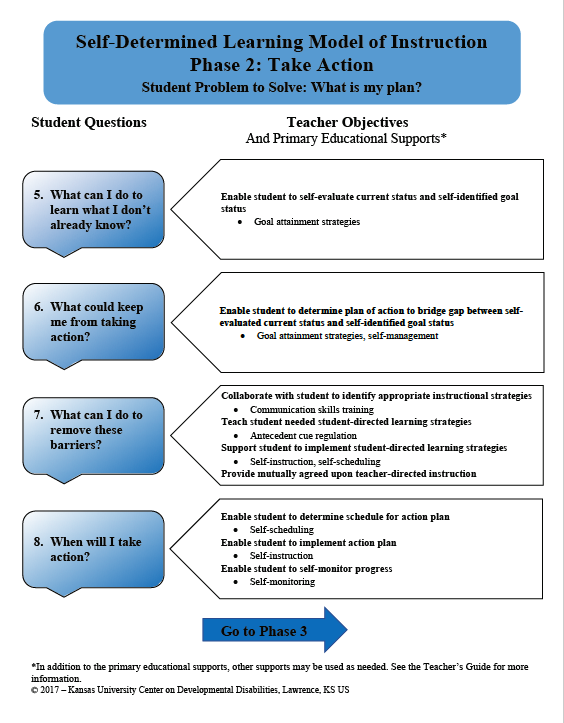 Self-Determined Learning Model of Instruction
Phase 2: Take Action
Student Problem to Solve: What is my plan?
Student Questions
Teacher Objectives
And Primary Educational Supports*
5. What can I do to
learn what I don't
already know?
Enable student to self-evaluate current status and self-identified goal
status
• Goal attainment strategies
6. What could keep
me from taking
action?
Enable student to determine plan of action to bridge gap between self-
evaluated current status and self-identified goal status
• Goal attainment strategies, self-management
7. What can I do to
remove these
barriers?
Collaborate with student to identify appropriate instructional strategies
• Communication skills training
Teach student needed student-directed learning strategies
• Antecedent cue regulation
Support student to implement student-directed learning strategies
• Self-instruction, self-scheduling
Provide mutually agreed upon teacher-directed instruction
8. When will I take
action?
Enable student to determine schedule for action plan
• Self-scheduling
Enable student to implement action plan
• Self-instruction
Enable student to self-monitor progress
• Self-monitoring
Go to Phase 3
*In addition to the primary educational supports, other supports may be used as needed. See the Teacher's Guide for more
information.
© 2017 – Kansas University Center on Developmental Disabilities, Lawrence, KS US